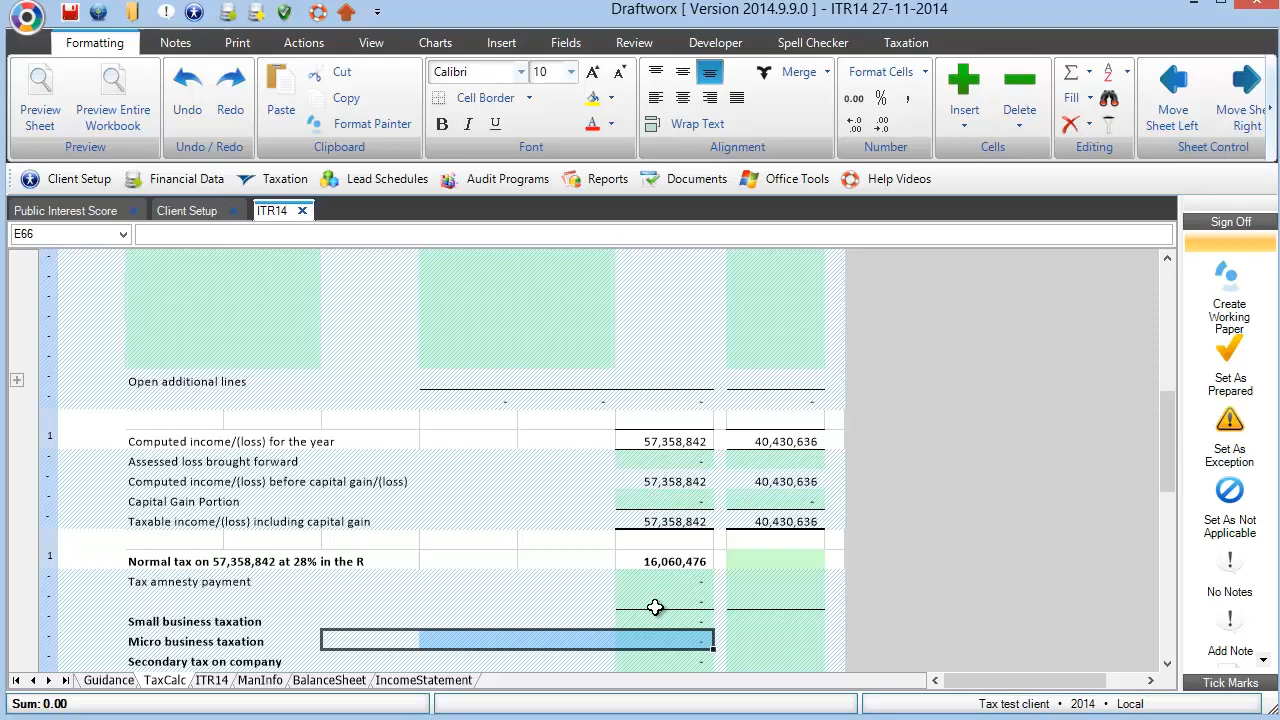 Draftworx [ Version 2014.9.9.0 ] - ITR14 27-11-2014
Formatting Notes Print Actions View Charts Insert Fields Review Developer Spell Checker Taxation
Preview Sheet
Preview Entire Workbook
Preview
Undo
Redo
Undo / Redo
Paste
Cut
Copy
Format Painter
Clipboard
Calibri 10
Cell Border
B I U A
Font
Merge
Wrap Text
Alignment
Format Cells
0.00 % ,
Number
Insert
Delete
Cells
Fill
Editing
Move Sheet Left
Move She Right
Sheet Control
Client Setup Financial Data Taxation Lead Schedules Audit Programs Reports Documents Office Tools Help Videos
Public Interest Score Client Setup ITR14
E66
Open additional lines
- - - -
1 Computed income/(loss) for the year 57,358,842 40,430,636
Assessed loss brought forward -
Computed income/(loss) before capital gain/(loss) 57,358,842 40,430,636
Capital Gain Portion - -
Taxable income/(loss) including capital gain 57,358,842 40,430,636
1 Normal tax on 57,358,842 at 28% in the R 16,060,476
Tax amnesty payment -
-
Small business taxation -
Micro business taxation -
Secondary tax on company -
Guidance TaxCalc ITR14 ManInfo BalanceSheet IncomeStatement
Sum: 0.00
Tax test client • 2014 • Local
Sign Off
Create Working Paper
Set As Prepared
Set As Exception
Set As Not Applicable
No Notes
Add Note
Tick Marks